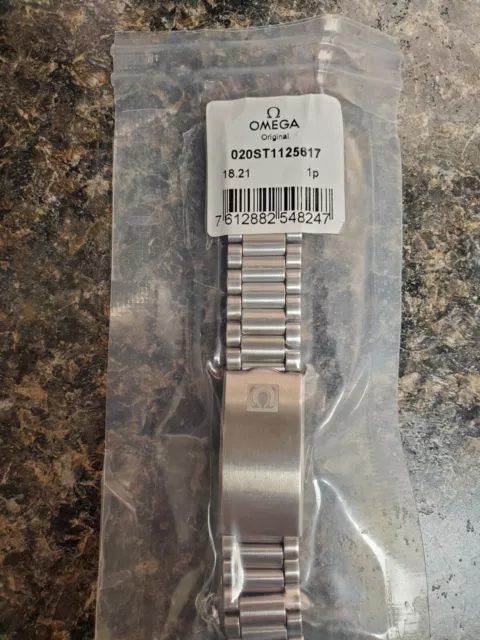 Ω
OMEGA
Original
020ST1125617
18.21 1p
7 612882 548247
Ω